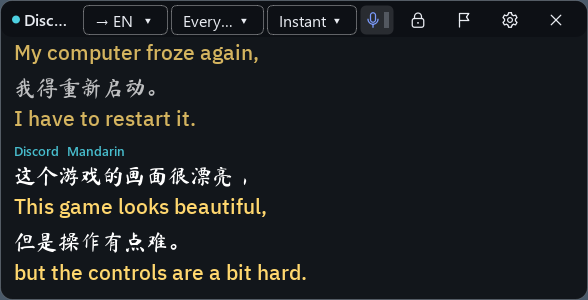 Disc... → EN Every... Instant
My computer froze again,
我得重新启动。
I have to restart it.
Discord Mandarin
这个游戏的画面很漂亮，
This game looks beautiful,
但是操作有点难。
but the controls are a bit hard.